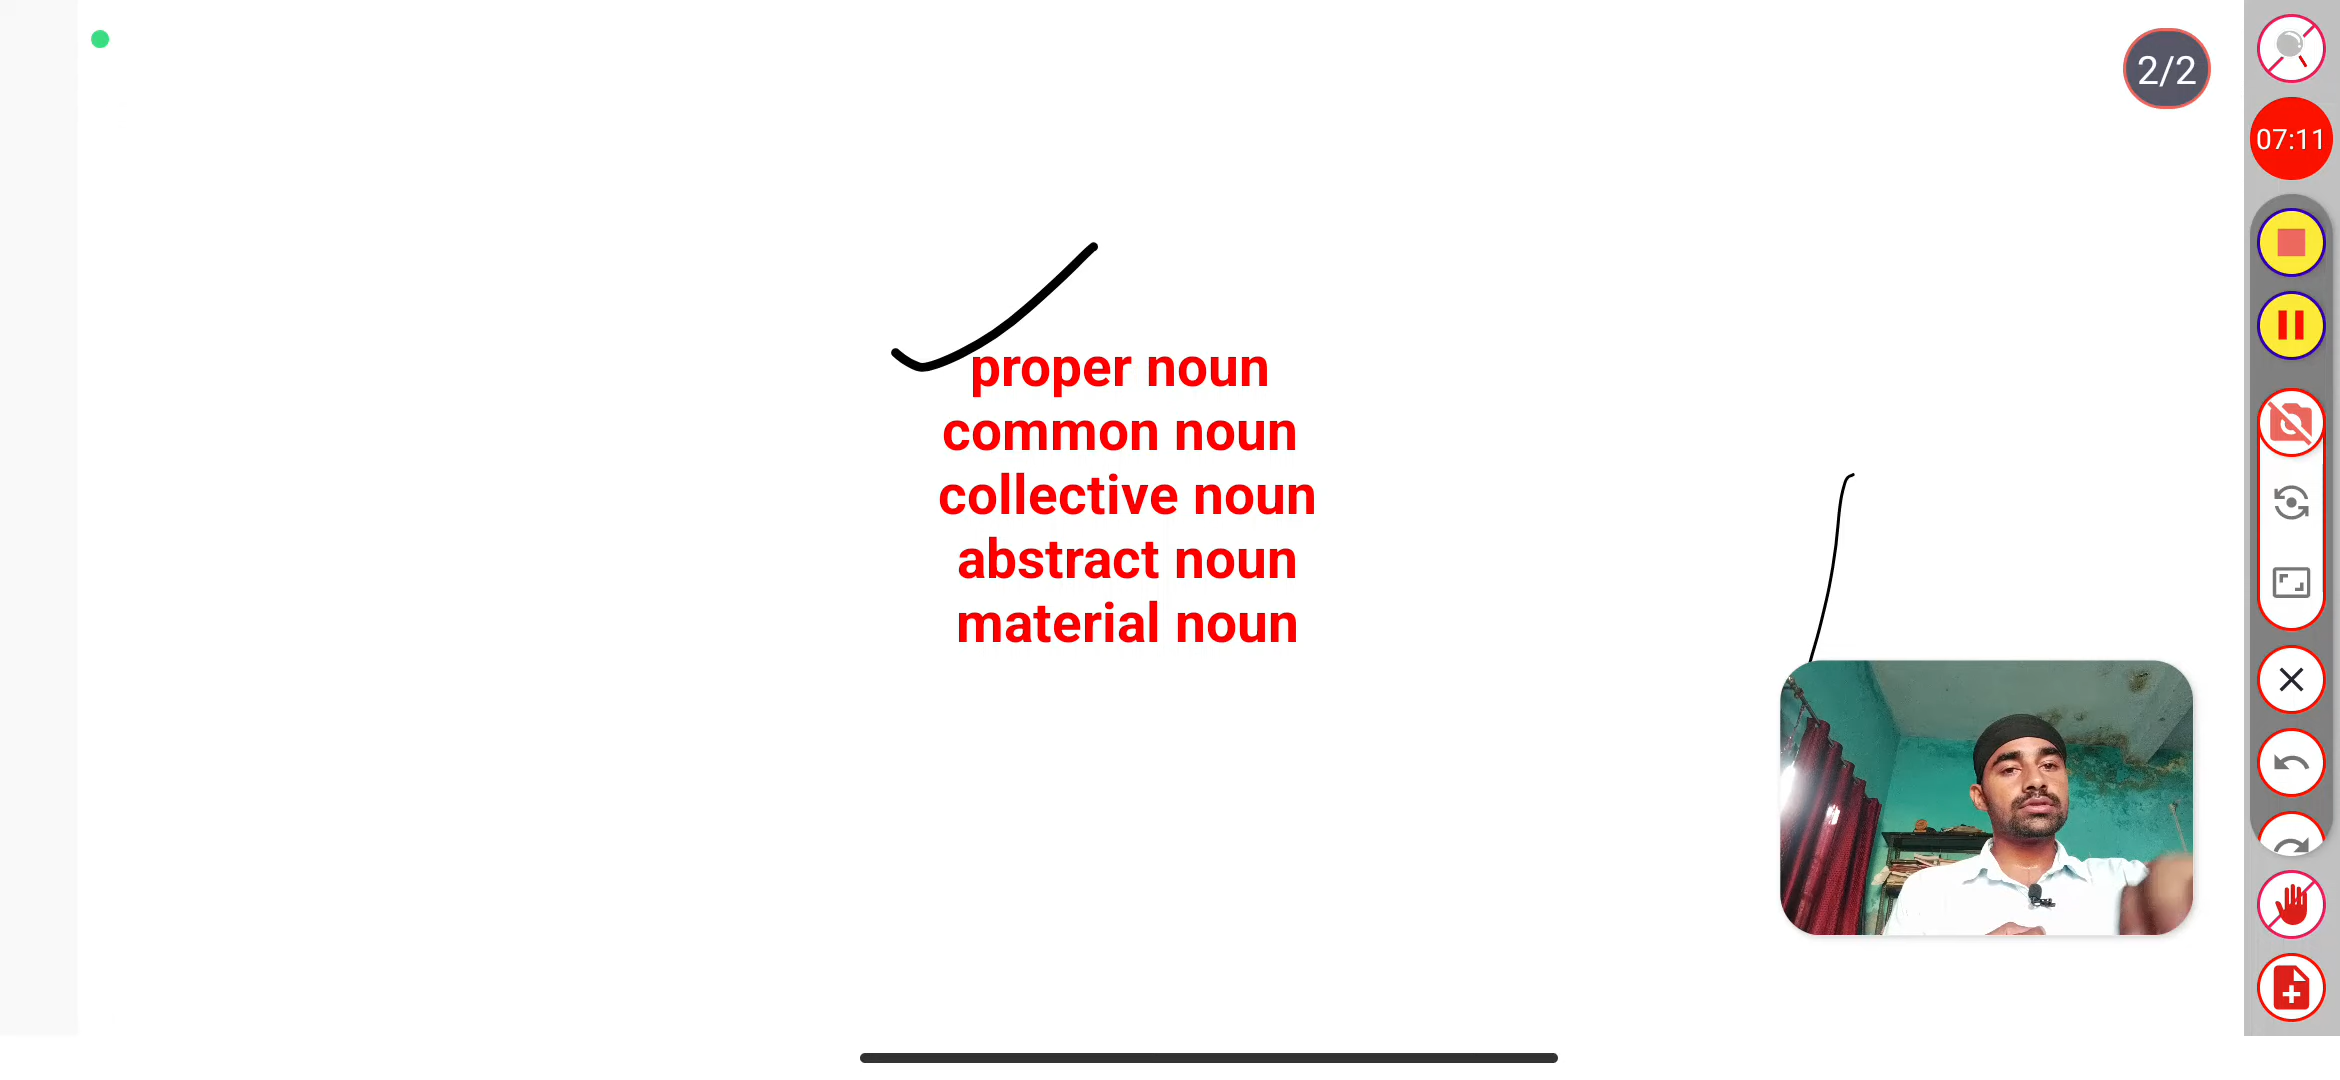 2/2
07:11
proper noun
common noun
collective noun
abstract noun
material noun